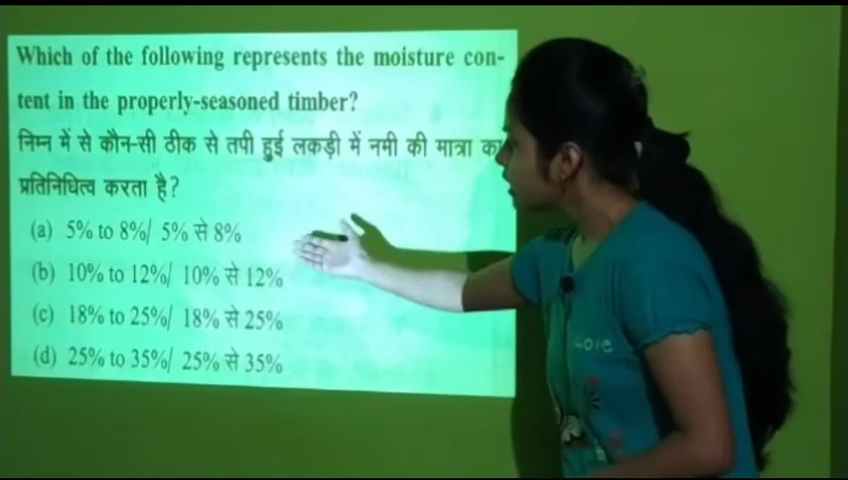 Which of the following represents the moisture con-
tent in the properly-seasoned timber?
निम्न में से कौन-सी ठीक से तपी हुई लकड़ी में नमी की मात्रा का
प्रतिनिधित्व करता है?
(a) 5% to 8%/ 5% से 8%
(b) 10% to 12%/ 10% से 12%
(c) 18% to 25%/ 18% से 25%
(d) 25% to 35%/ 25% से 35%